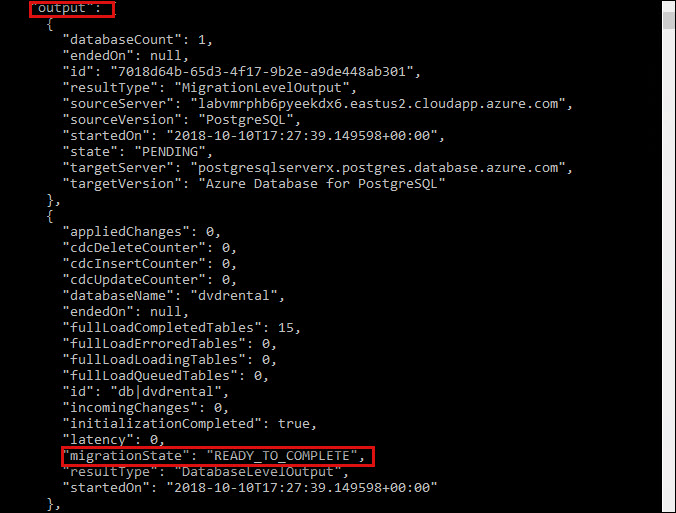 "output": [
{
"databaseCount": 1,
"endedOn": null,
"id": "7018d64b-65d3-4f17-9b2e-a9de448ab301",
"resultType": "MigrationLevelOutput",
"sourceServer": "labvmrphb6pyeekdx6.eastus2.cloudapp.azure.com",
"sourceVersion": "PostgreSQL",
"startedOn": "2018-10-10T17:27:39.149598+00:00",
"state": "PENDING",
"targetServer": "postgresqlserverx.postgres.database.azure.com",
"targetVersion": "Azure Database for PostgreSQL"
},
{
"appliedChanges": 0,
"cdcDeleteCounter": 0,
"cdcInsertCounter": 0,
"cdcUpdateCounter": 0,
"databaseName": "dvdrental",
"endedOn": null,
"fullLoadCompletedTables": 15,
"fullLoadErroredTables": 0,
"fullLoadLoadingTables": 0,
"fullLoadQueuedTables": 0,
"id": "db|dvdrental",
"incomingChanges": 0,
"initializationCompleted": true,
"latency": 0,
"migrationState": "READY_TO_COMPLETE",
"resultType": "DatabaseLevelOutput",
"startedOn": "2018-10-10T17:27:39.149598+00:00"
},